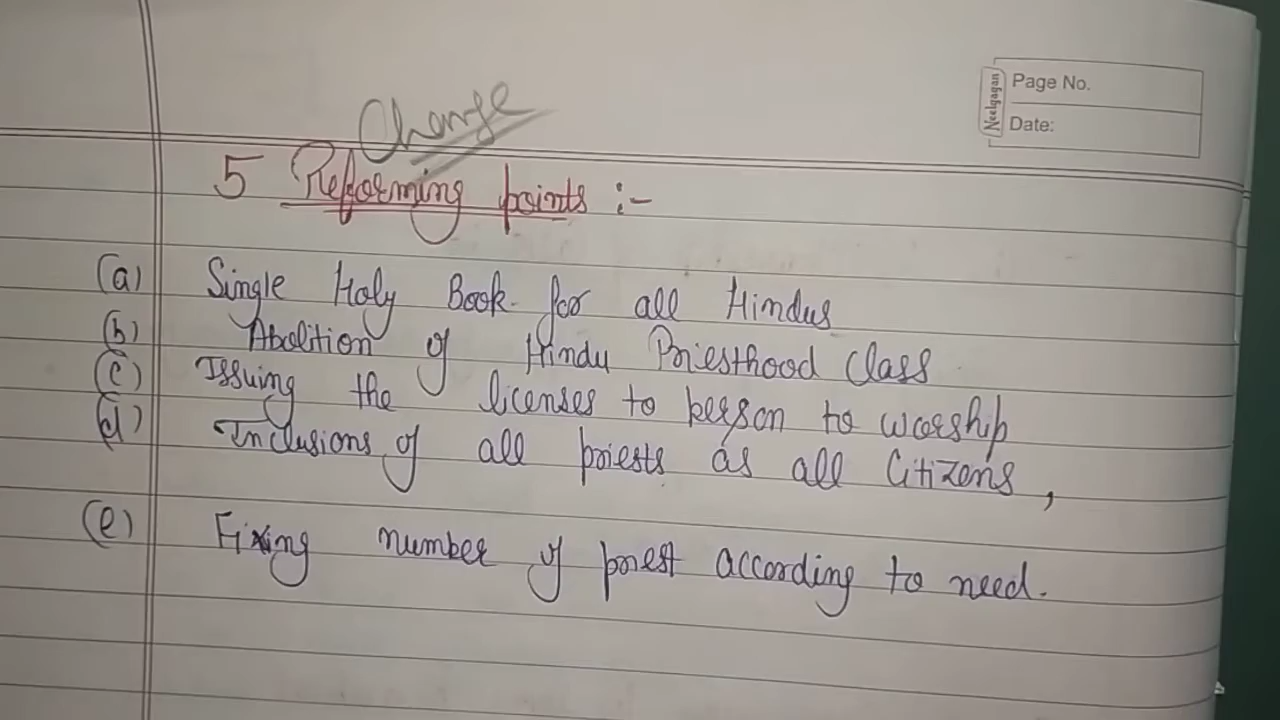 Neelgagan
Page No.
Date:
Change
5 Reforming points :-
(a) Single Holy Book for all Hindus
(b) Abolition of Hindu Priesthood Class
(c) Issuing the licenses to person to worship
(d) Inclusions of all priests as all Citizens,
(e) Fixing number of priest according to need.